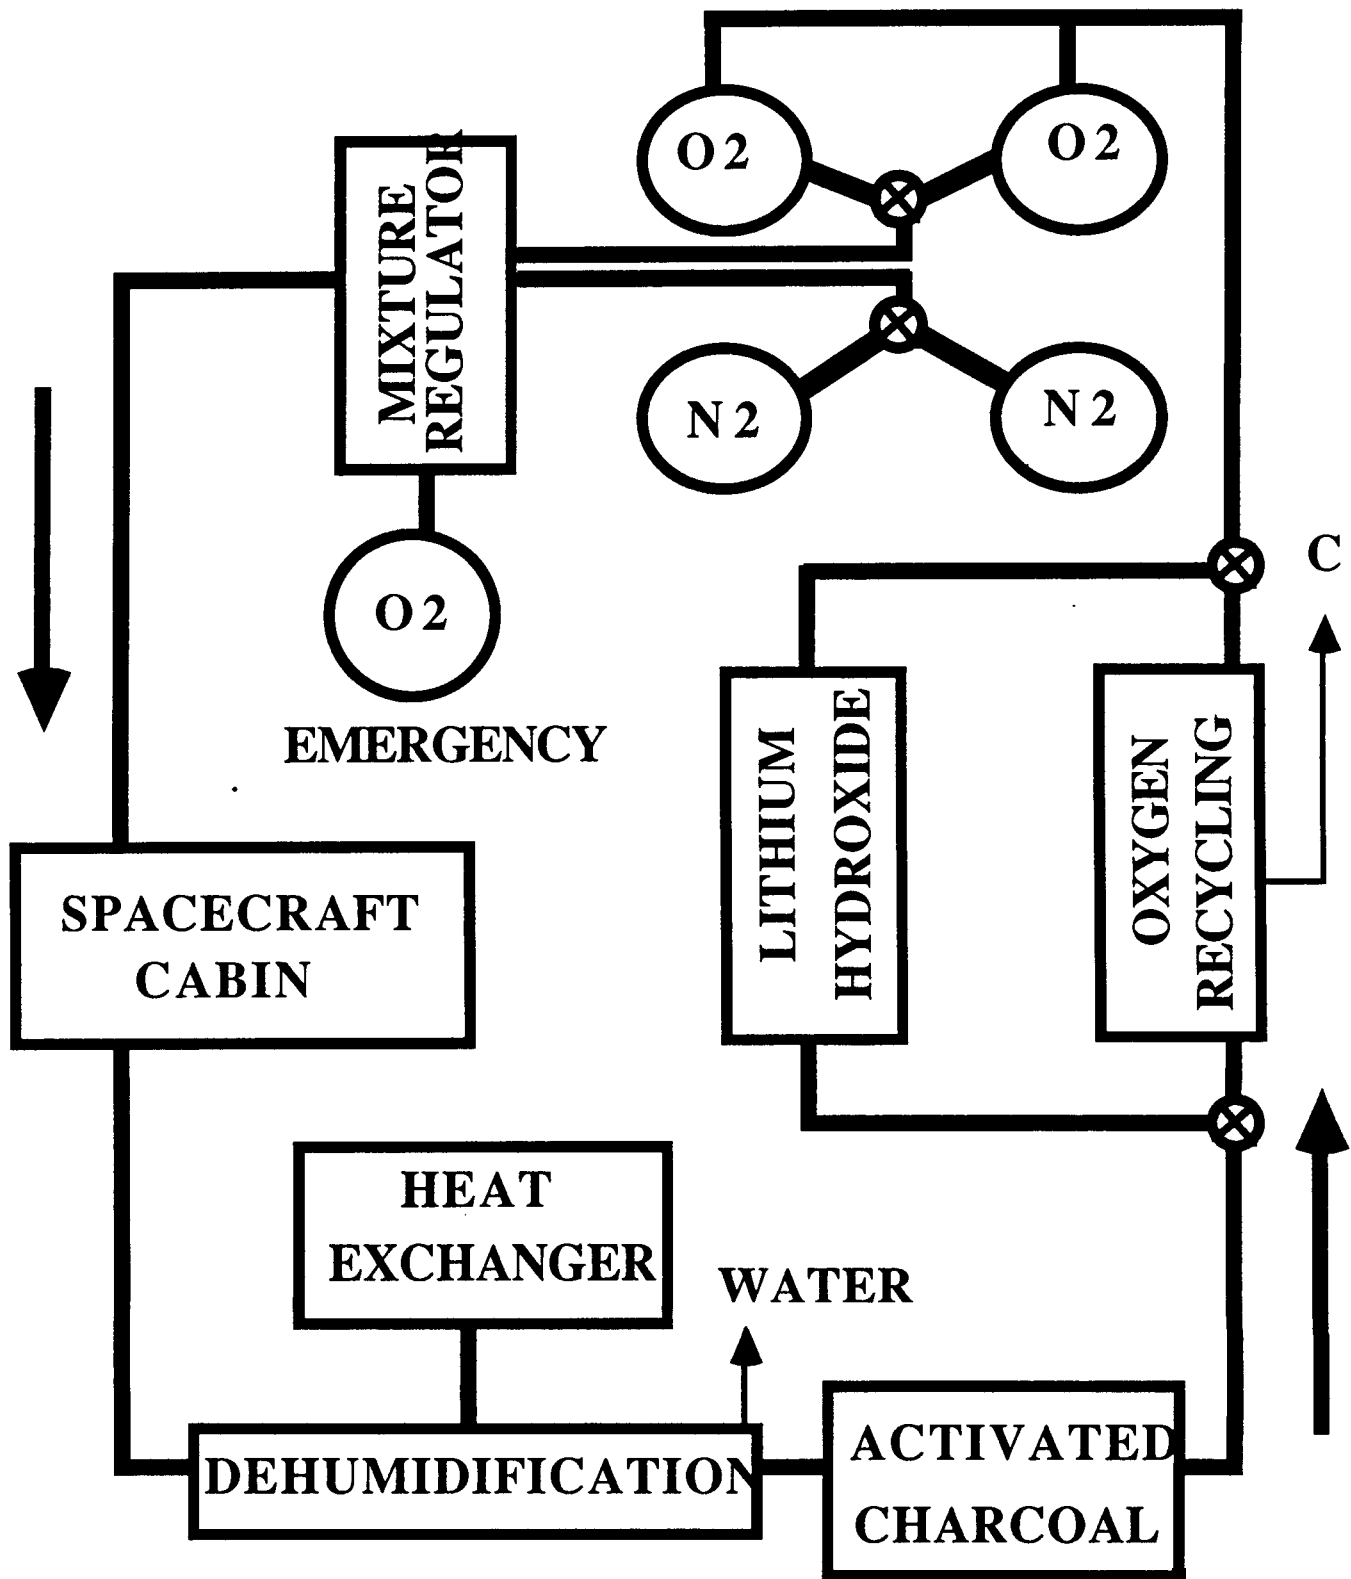 O2
O2
MIXTURE
REGULATOR
N2
N2
C
O2
EMERGENCY
LITHIUM
HYDROXIDE
OXYGEN
RECYCLING
SPACECRAFT
CABIN
HEAT
EXCHANGER
WATER
DEHUMIDIFICATION
ACTIVATED
CHARCOAL